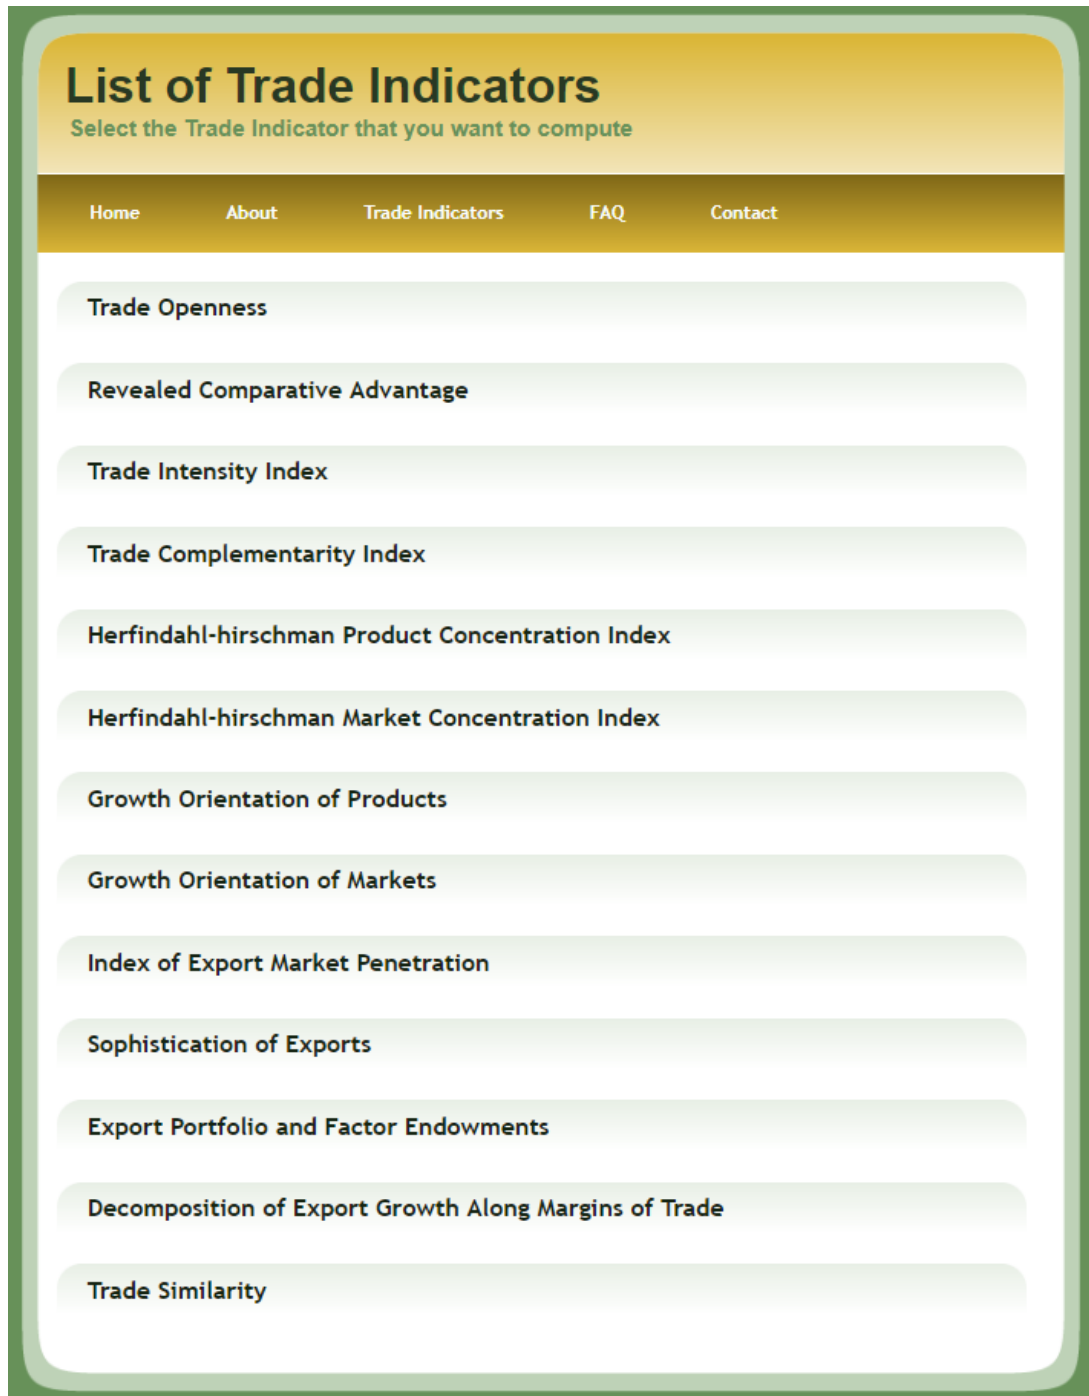 List of Trade Indicators
Select the Trade Indicator that you want to compute
Home About Trade Indicators FAQ Contact
Trade Openness
Revealed Comparative Advantage
Trade Intensity Index
Trade Complementarity Index
Herfindahl-hirschman Product Concentration Index
Herfindahl-hirschman Market Concentration Index
Growth Orientation of Products
Growth Orientation of Markets
Index of Export Market Penetration
Sophistication of Exports
Export Portfolio and Factor Endowments
Decomposition of Export Growth Along Margins of Trade
Trade Similarity